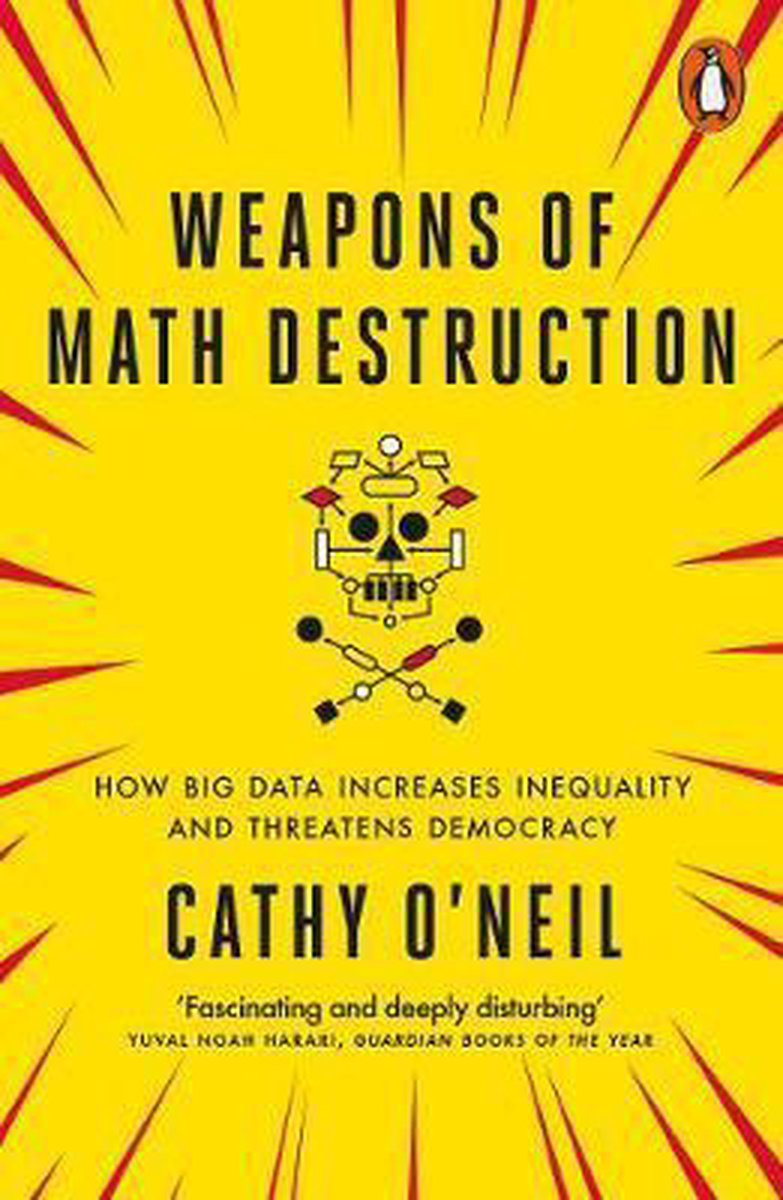 WEAPONS OF
MATH DESTRUCTION
HOW BIG DATA INCREASES INEQUALITY
AND THREATENS DEMOCRACY
CATHY O'NEIL
‘Fascinating and deeply disturbing’
YUVAL NOAH HARARI, GUARDIAN BOOKS OF THE YEAR